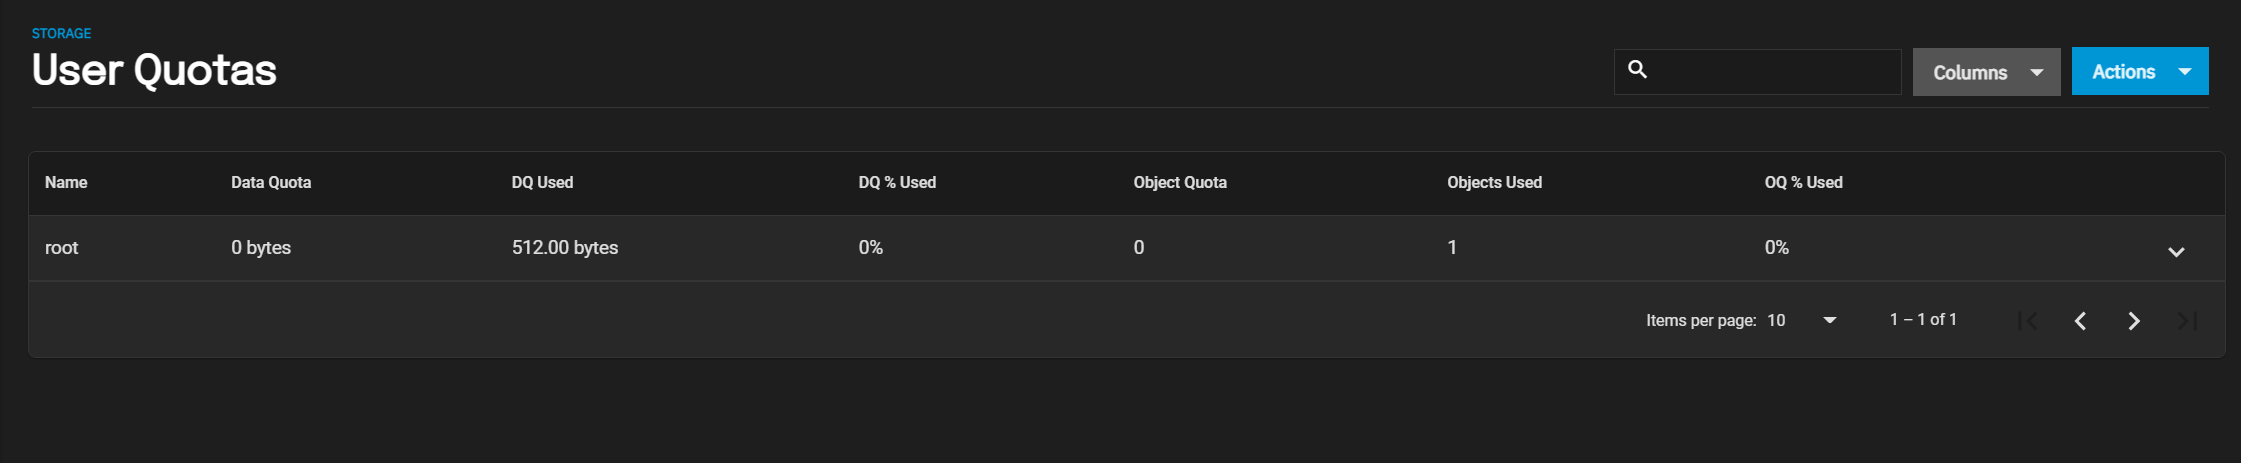 STORAGE
User Quotas
Columns
Actions
Name Data Quota DQ Used DQ % Used Object Quota Objects Used OQ % Used
root 0 bytes 512.00 bytes 0% 0 1 0%
Items per page: 10 1 – 1 of 1